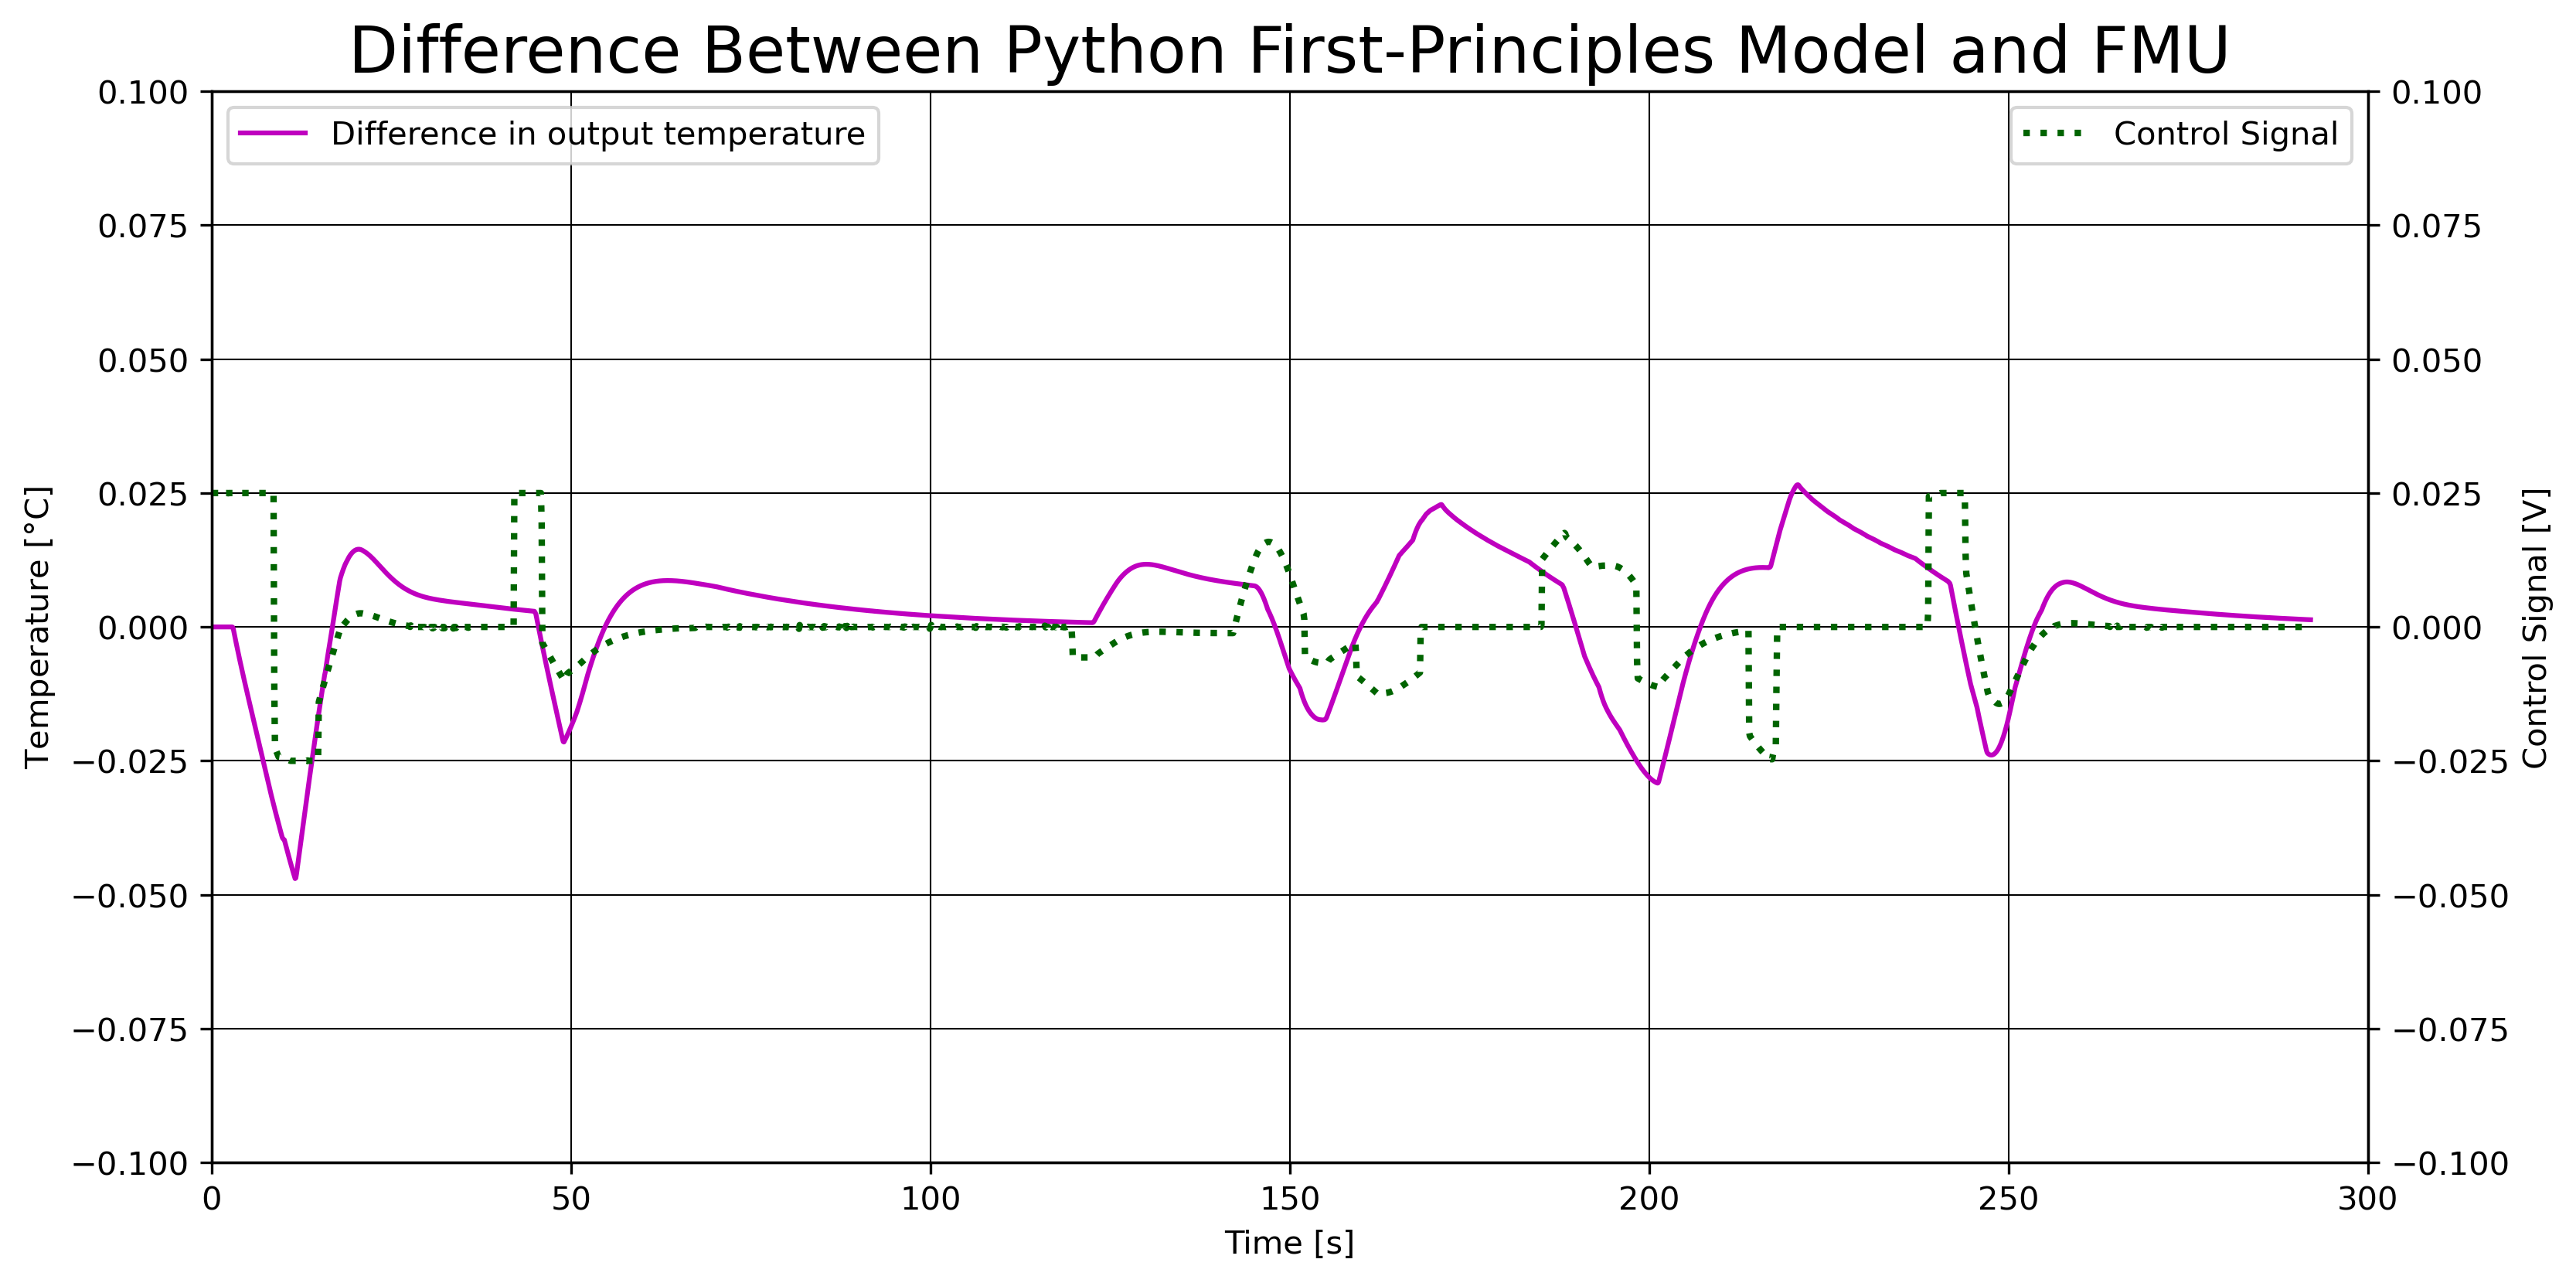 Difference Between Python First-Principles Model and FMU
Difference in output temperature
Control Signal
0.100
0.075
0.050
0.025
0.000
−0.025
−0.050
−0.075
−0.100
Temperature [°C]
0.100
0.075
0.050
0.025
0.000
−0.025
−0.050
−0.075
−0.100
Control Signal [V]
0 50 100 150 200 250 300
Time [s]